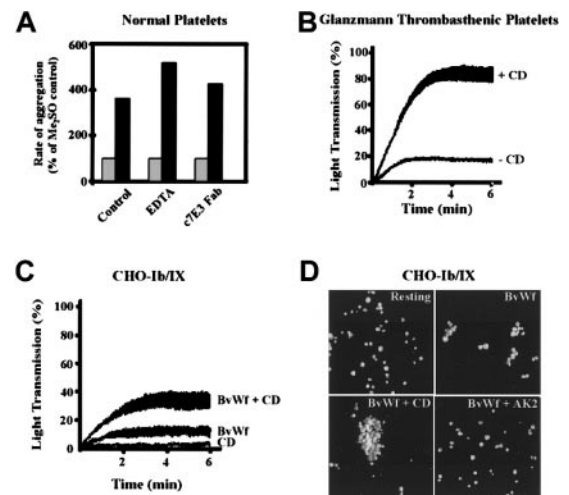 A
Normal Platelets
Rate of aggregation
(% of Me2SO control)
600
400
200
0
Control
EDTA
c7E3 Fab
B
Glanzmann Thrombasthenic Platelets
Light Transmission (%)
100
80
60
40
20
0
+ CD
- CD
2
4
6
Time (min)
C
CHO-Ib/IX
Light Transmission (%)
100
80
60
40
20
0
BvWf + CD
BvWf
CD
2
4
6
Time (min)
D
CHO-Ib/IX
Resting
BvWf
BvWf + CD
BvWf + AK2